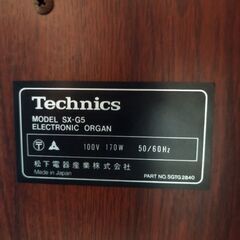 Technics
MODEL SX-G5
ELECTRONIC ORGAN
100V 170W 50/60Hz
松下電器産業株式会社
Made in Japan
PART NO. 5GTG2840